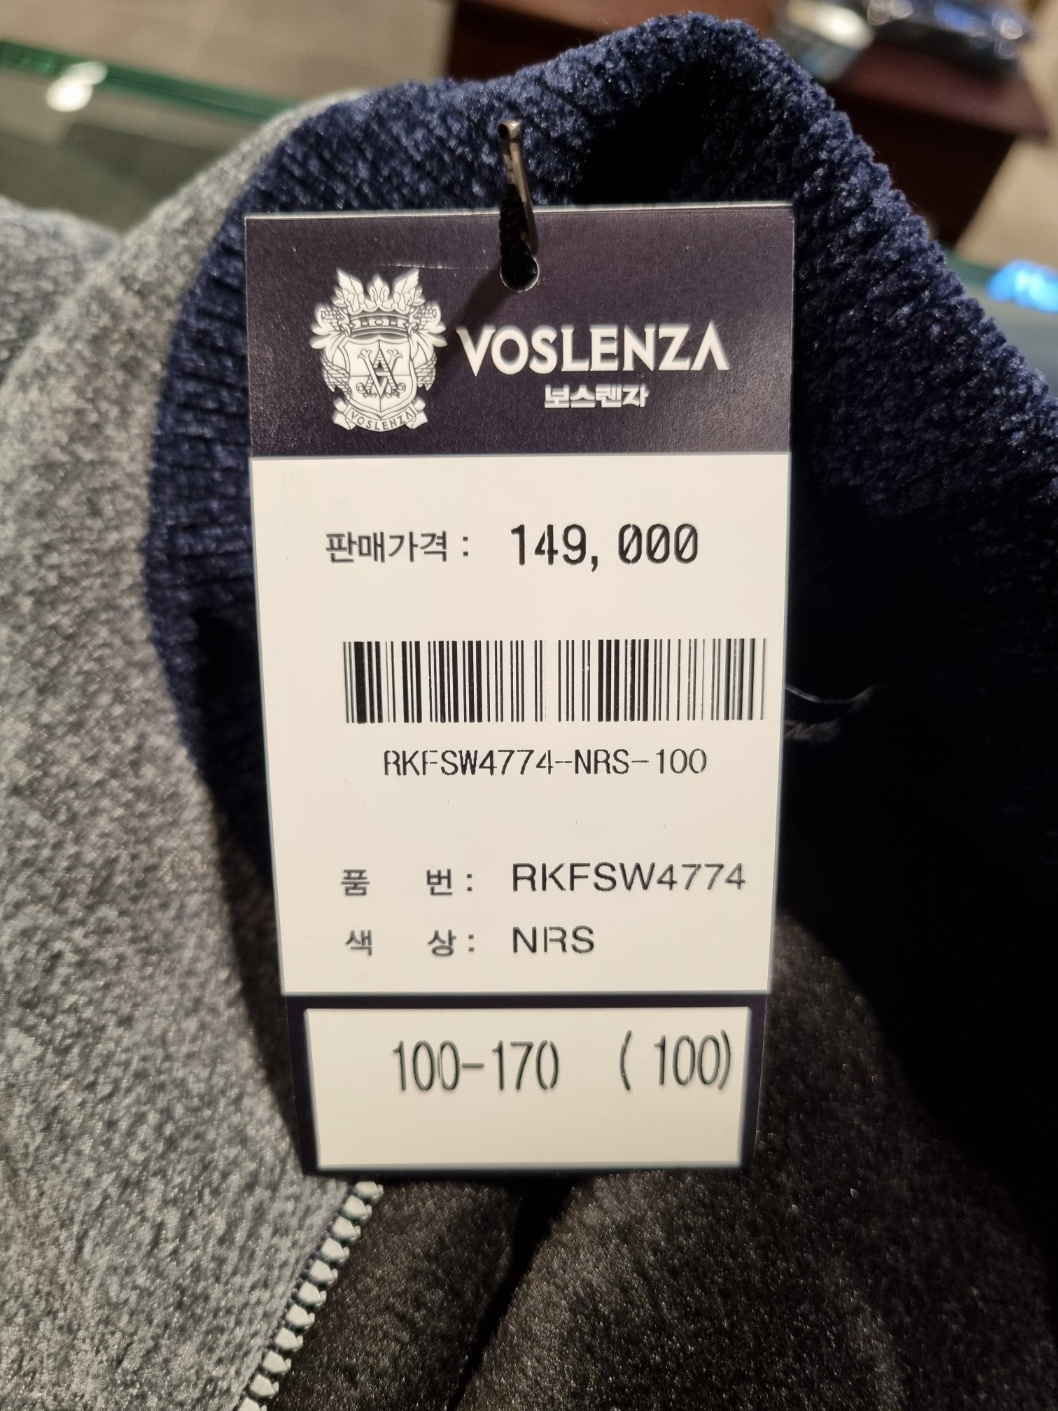 VOSLENZA
보스렌자
VOSLENZA
판매가격 : 149,000
RKFSW4774-NRS-100
품 번 : RKFSW4774
색 상 : NRS
100-170 ( 100)